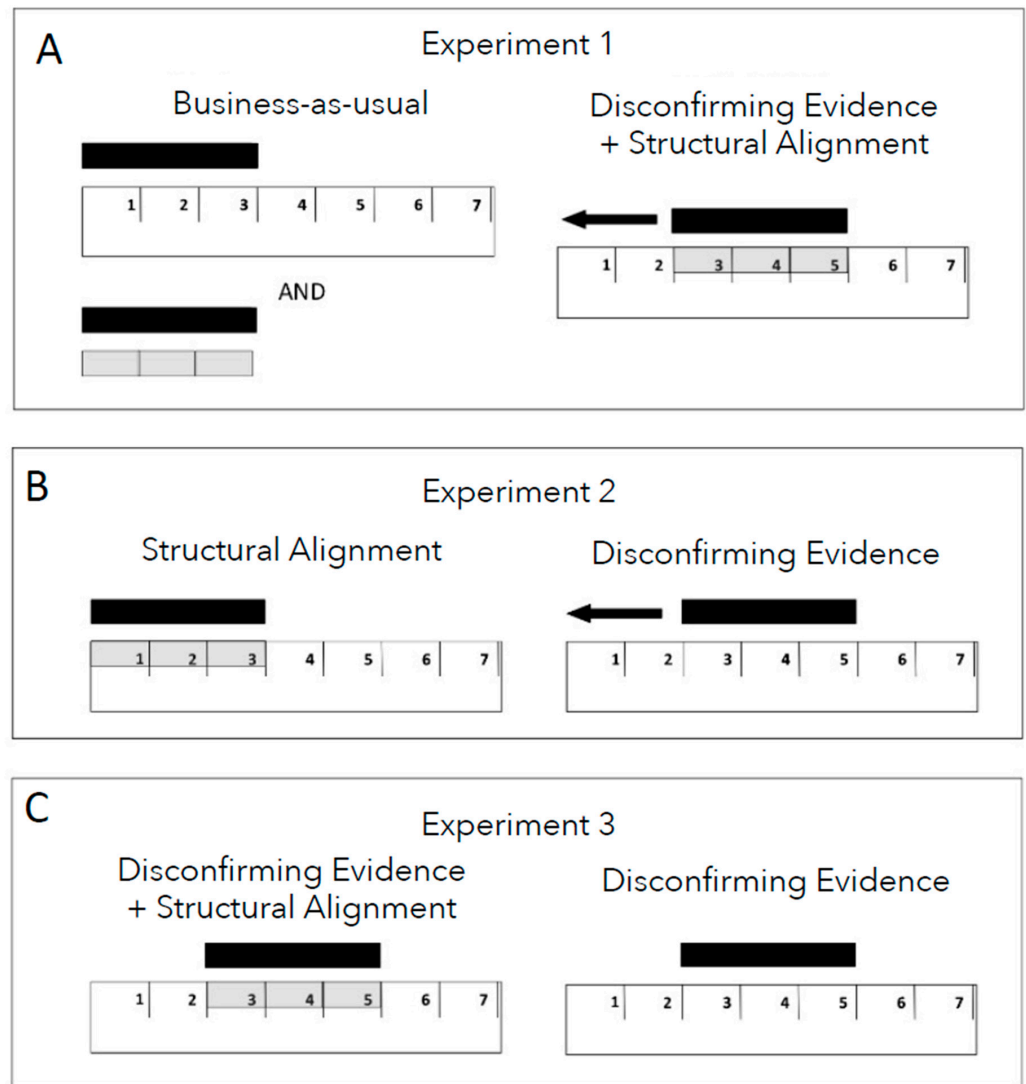 A
Experiment 1
Business-as-usual
1 2 3 4 5 6 7
AND
Disconfirming Evidence
+ Structural Alignment
1 2 3 4 5 6 7
B
Experiment 2
Structural Alignment
1 2 3 4 5 6 7
Disconfirming Evidence
1 2 3 4 5 6 7
C
Experiment 3
Disconfirming Evidence
+ Structural Alignment
1 2 3 4 5 6 7
Disconfirming Evidence
1 2 3 4 5 6 7